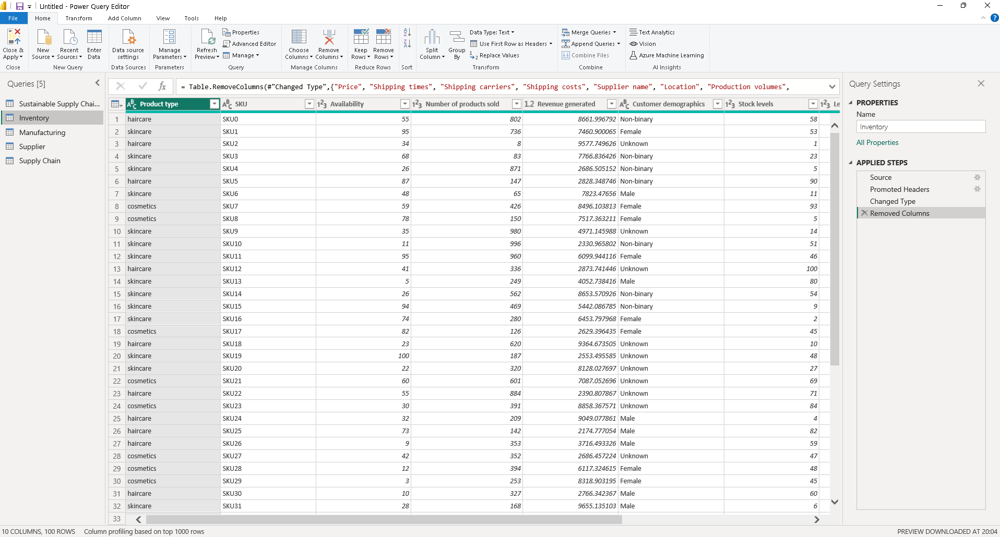 Untitled - Power Query Editor
File Home Transform Add Column View Tools Help
Close & Apply
New Source
Recent Sources
Enter Data
Data source settings
Manage Parameters
Refresh Preview
Properties
Advanced Editor
Manage
Choose Columns
Remove Columns
Keep Rows
Remove Rows
Split Column
Group By
Data Type: Text
Use First Row as Headers
Replace Values
Merge Queries
Append Queries
Combine Files
Text Analytics
Vision
Azure Machine Learning
Close New Query Data Sources Parameters Query Manage Columns Reduce Rows Sort Transform Combine AI Insights
Queries [5]
Sustainable Supply Chai...
Inventory
Manufacturing
Supplier
Supply Chain
fx
= Table.RemoveColumns(#"Changed Type",{"Price", "Shipping times", "Shipping carriers", "Shipping costs", "Supplier name", "Location", "Production volumes",
Product type SKU Availability Number of products sold Revenue generated Customer demographics Stock levels Le
1 haircare SKU0 55 802 8661.996792 Non-binary 58
2 skincare SKU1 95 736 7460.900065 Female 53
3 haircare SKU2 34 8 9577.749626 Unknown 1
4 skincare SKU3 68 83 7766.836426 Non-binary 23
5 skincare SKU4 26 871 2686.505152 Non-binary 5
6 haircare SKU5 87 147 2828.348746 Non-binary 90
7 skincare SKU6 48 65 7823.47656 Male 11
8 cosmetics SKU7 59 426 8496.103813 Female 93
9 cosmetics SKU8 78 150 7517.363211 Female 5
10 skincare SKU9 35 980 4971.145988 Unknown 14
11 skincare SKU10 11 996 2330.965802 Non-binary 51
12 skincare SKU11 95 960 6099.944116 Female 46
13 haircare SKU12 41 336 2873.741446 Unknown 100
14 skincare SKU13 5 249 4052.738416 Male 80
15 skincare SKU14 26 562 8653.570926 Non-binary 54
16 skincare SKU15 94 469 5442.086785 Non-binary 9
17 skincare SKU16 74 280 6453.797968 Female 2
18 cosmetics SKU17 82 126 2629.396435 Female 45
19 haircare SKU18 23 620 9364.673505 Unknown 10
20 skincare SKU19 100 187 2553.495585 Unknown 48
21 skincare SKU20 22 320 8128.027697 Unknown 27
22 cosmetics SKU21 60 601 7087.052696 Unknown 69
23 haircare SKU22 55 884 2390.807867 Unknown 71
24 cosmetics SKU23 30 391 8858.367571 Unknown 84
25 haircare SKU24 32 209 9049.077861 Male 4
26 haircare SKU25 73 142 2174.777054 Male 82
27 haircare SKU26 9 353 3716.493326 Male 59
28 cosmetics SKU27 42 352 2686.457224 Unknown 47
29 cosmetics SKU28 12 394 6117.324615 Female 48
30 cosmetics SKU29 3 253 8318.903195 Female 45
31 haircare SKU30 10 327 2766.342367 Male 60
32 skincare SKU31 28 168 9655.135103 Male 6
33
Query Settings
PROPERTIES
Name
Inventory
All Properties
APPLIED STEPS
Source
Promoted Headers
Changed Type
Removed Columns
10 COLUMNS, 100 ROWS Column profiling based on top 1000 rows
PREVIEW DOWNLOADED AT 20:04